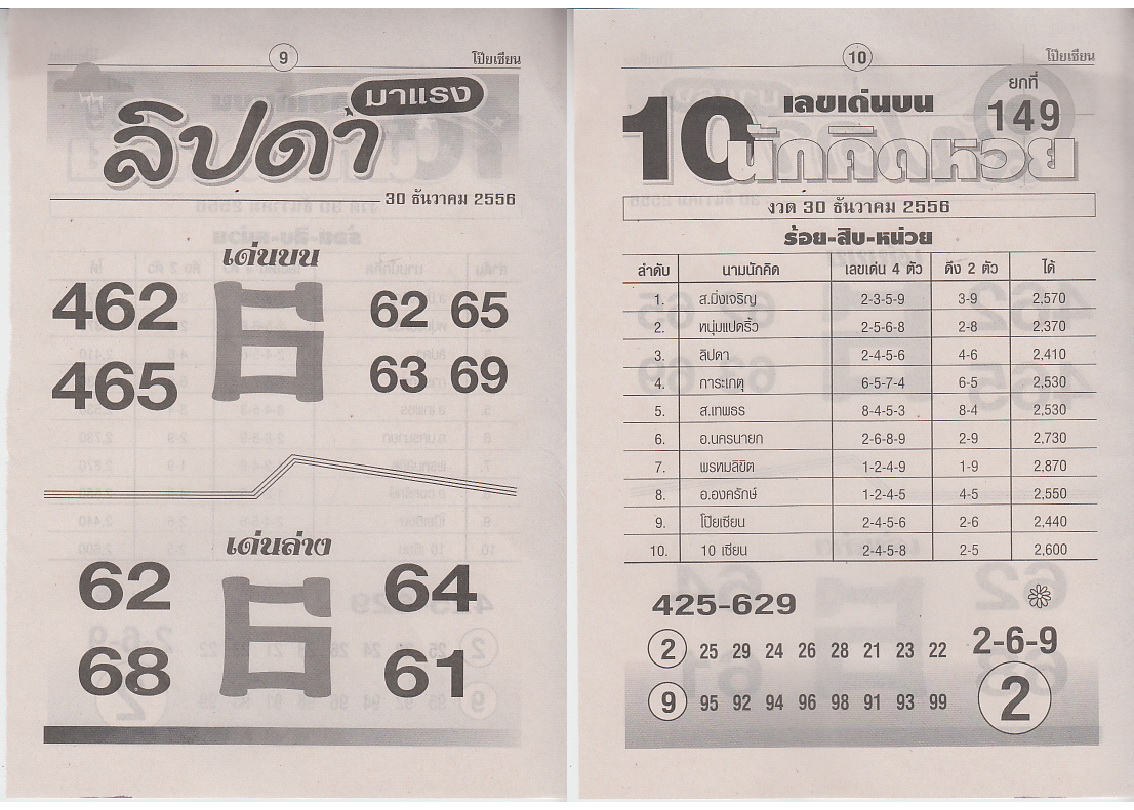 9
โป๊ยเซียน
ลิปดา
มาแรง
30 ธันวาคม 2556
เด่นบน
462 6 62 65
465 63 69
เด่นล่าง
62 6 64
68 61
10
โป๊ยเซียน
ยกที่
149
10 เลขเด่นบน
นักคิดหวย
งวด 30 ธันวาคม 2556
ร้อย-สิบ-หน่วย
ลำดับ นามนักคิด เลขเด่น 4 ตัว ดึง 2 ตัว ได้
1. ส.มิ่งเจริญ 2-3-5-9 3-9 2,570
2. หนุ่มแปดริ้ว 2-5-6-8 2-8 2,370
3. ลิปดา 2-4-5-6 4-6 2,410
4. การะเกตุ 6-5-7-4 6-5 2,530
5. ส.เทพธร 8-4-5-3 8-4 2,530
6. อ.นครนายก 2-6-8-9 2-9 2,730
7. พรหมลิขิต 1-2-4-9 1-9 2,870
8. อ.องครักษ์ 1-2-4-5 4-5 2,550
9. โป๊ยเซียน 2-4-5-6 2-6 2,440
10. 10 เซียน 2-4-5-8 2-5 2,600
425-629
2 25 29 24 26 28 21 23 22
9 95 92 94 96 98 91 93 99
2-6-9
2